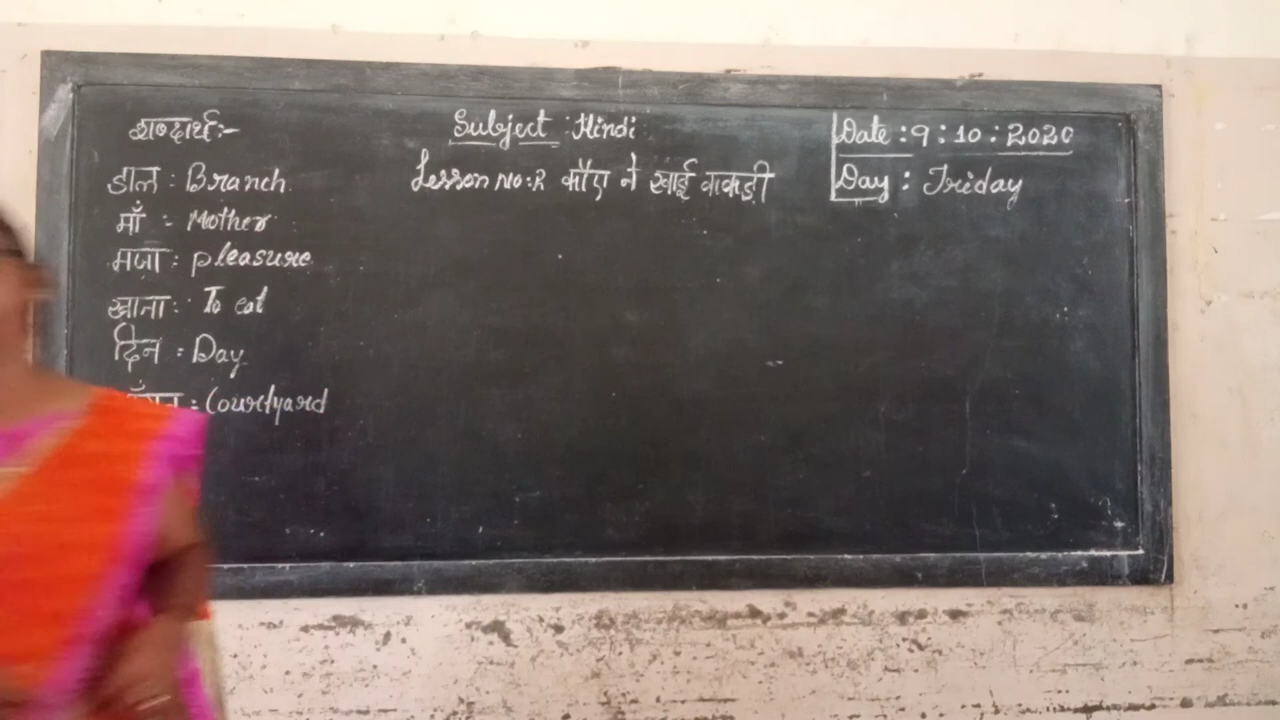 Subject : Hindi
Date : 9 : 10 : 2020
Day : Friday
Lesson No : 2 कौए ने खाई काकडी
शब्दार्थ :-
डाल : Branch
माँ : Mother
मज़ा : pleasure
खाना : To eat
दिन : Day
: Courtyard